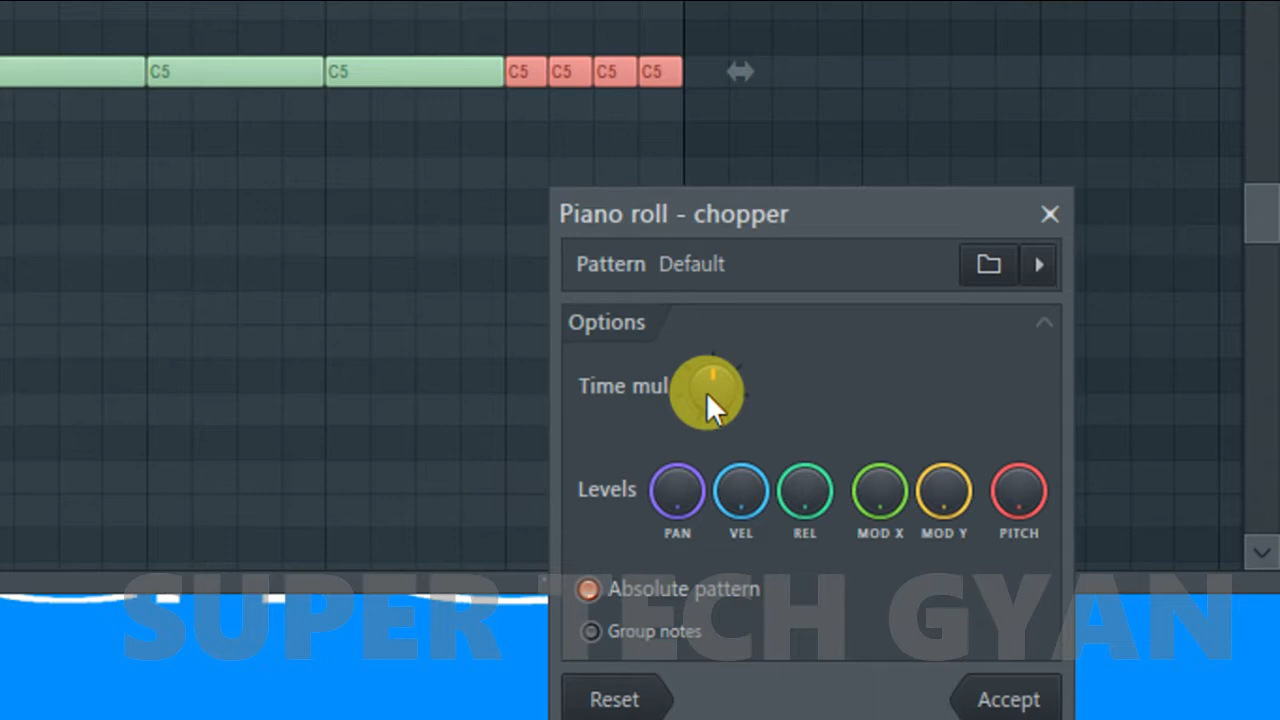 C5 C5 C5 C5 C5 C5
Piano roll - chopper
Pattern Default
Options
Time mul
Levels
PAN VEL REL MOD X MOD Y PITCH
Absolute pattern
Group notes
SUPER TECH GYAN
Reset Accept